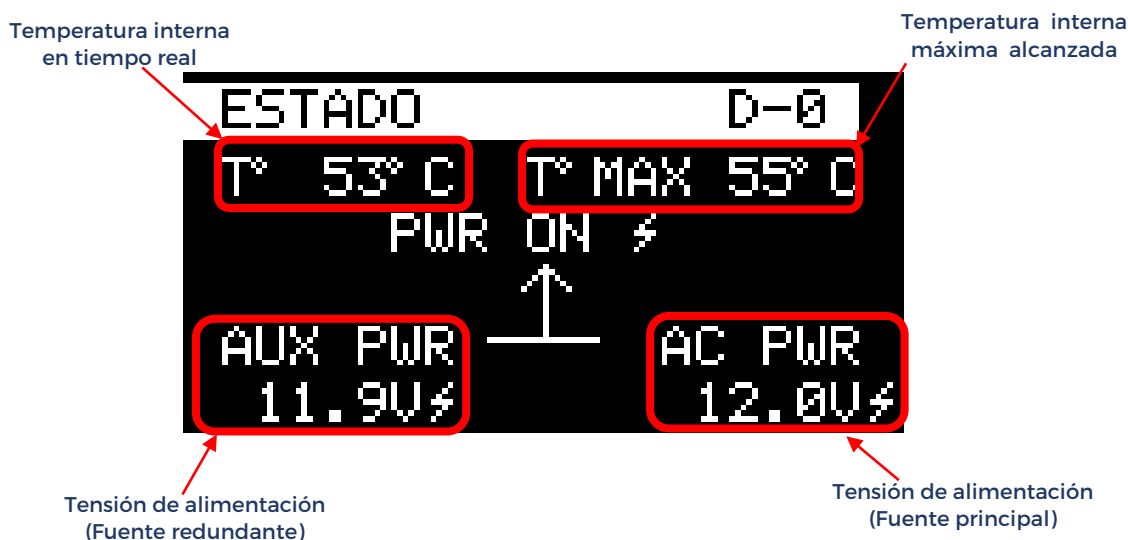 Temperatura interna
en tiempo real
Temperatura interna
máxima alcanzada
ESTADO D-0
T° 53° C T° MAX 55° C
PWR ON ⚡
AUX PWR AC PWR
11.9V⚡ 12.0V⚡
Tensión de alimentación
(Fuente redundante)
Tensión de alimentación
(Fuente principal)